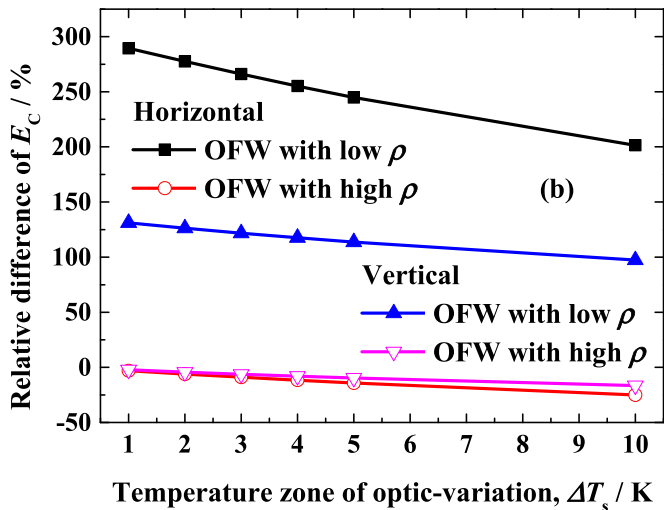 Relative difference of E_C / %
300
250
200
150
100
50
0
-50
Horizontal
OFW with low ρ
OFW with high ρ
(b)
Vertical
OFW with low ρ
OFW with high ρ
1 2 3 4 5 6 7 8 9 10
Temperature zone of optic-variation, ΔT_s / K